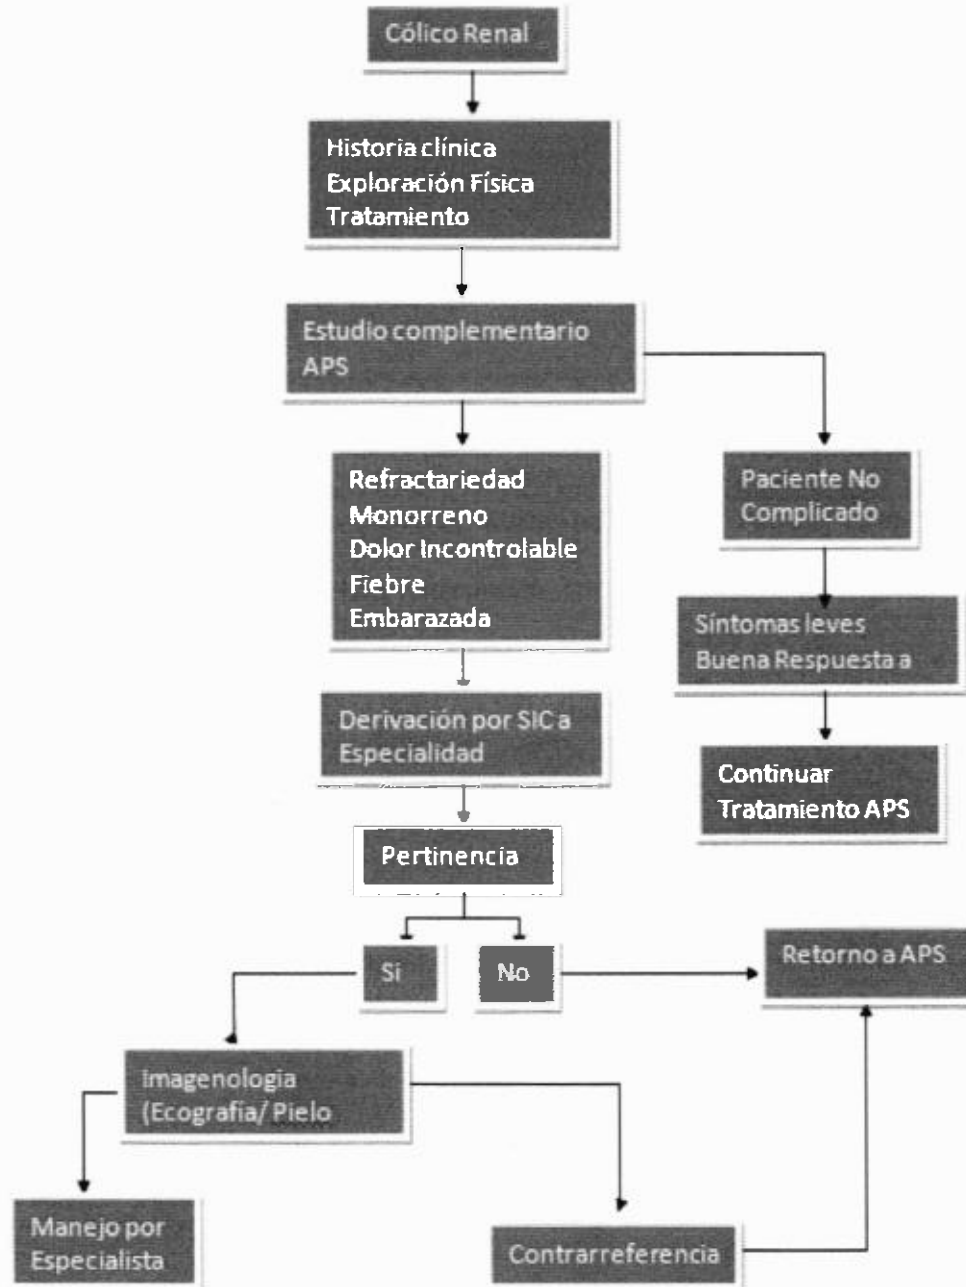 Cólico Renal
Historia clínica
Exploración Física
Tratamiento
Estudio complementario
APS
Refractariedad
Monorreno
Dolor Incontrolable
Fiebre
Embarazada
Paciente No
Complicado
Síntomas leves
Buena Respuesta a
Derivación por SIC a
Especialidad
Continuar
Tratamiento APS
Pertinencia
Si
No
Retorno a APS
Imagenologia
(Ecografía/ Pielo
Manejo por
Especialista
Contrarreferencia